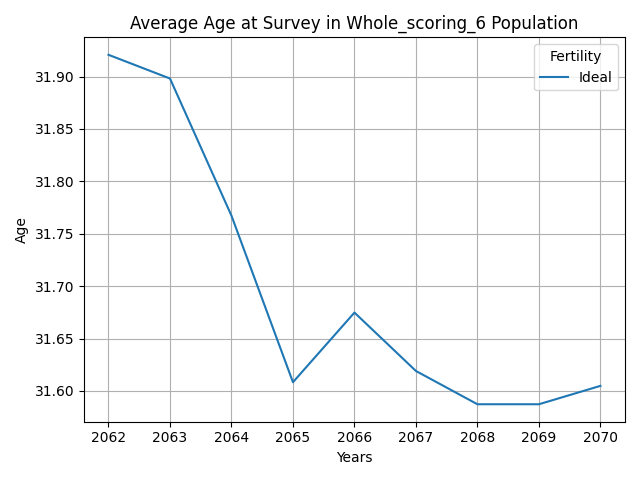 Average Age at Survey in Whole_scoring_6 Population
Fertility
Ideal
31.90
31.85
31.80
31.75
31.70
31.65
31.60
Age
2062 2063 2064 2065 2066 2067 2068 2069 2070
Years